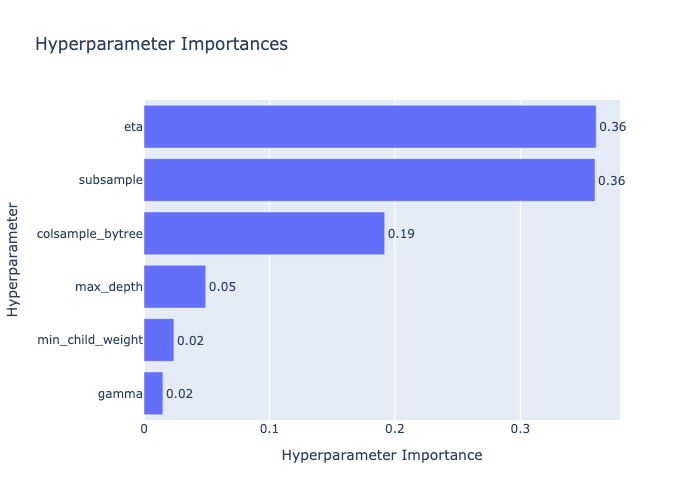 Hyperparameter Importances
Hyperparameter
eta
0.36
subsample
0.36
colsample_bytree
0.19
max_depth
0.05
min_child_weight
0.02
gamma
0.02
0
0.1
0.2
0.3
Hyperparameter Importance